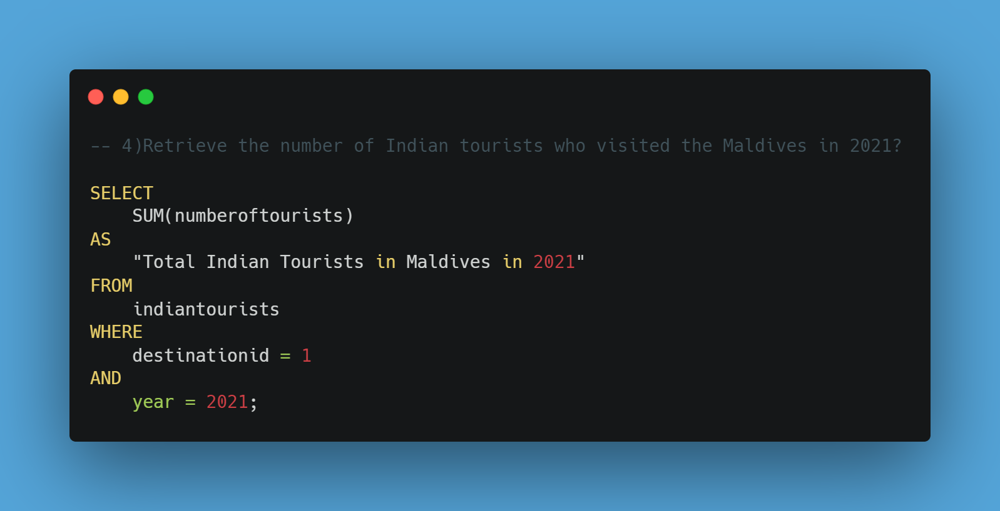 -- 4)Retrieve the number of Indian tourists who visited the Maldives in 2021?
SELECT
SUM(numberoftourists)
AS
"Total Indian Tourists in Maldives in 2021"
FROM
indiantourists
WHERE
destinationid = 1
AND
year = 2021;